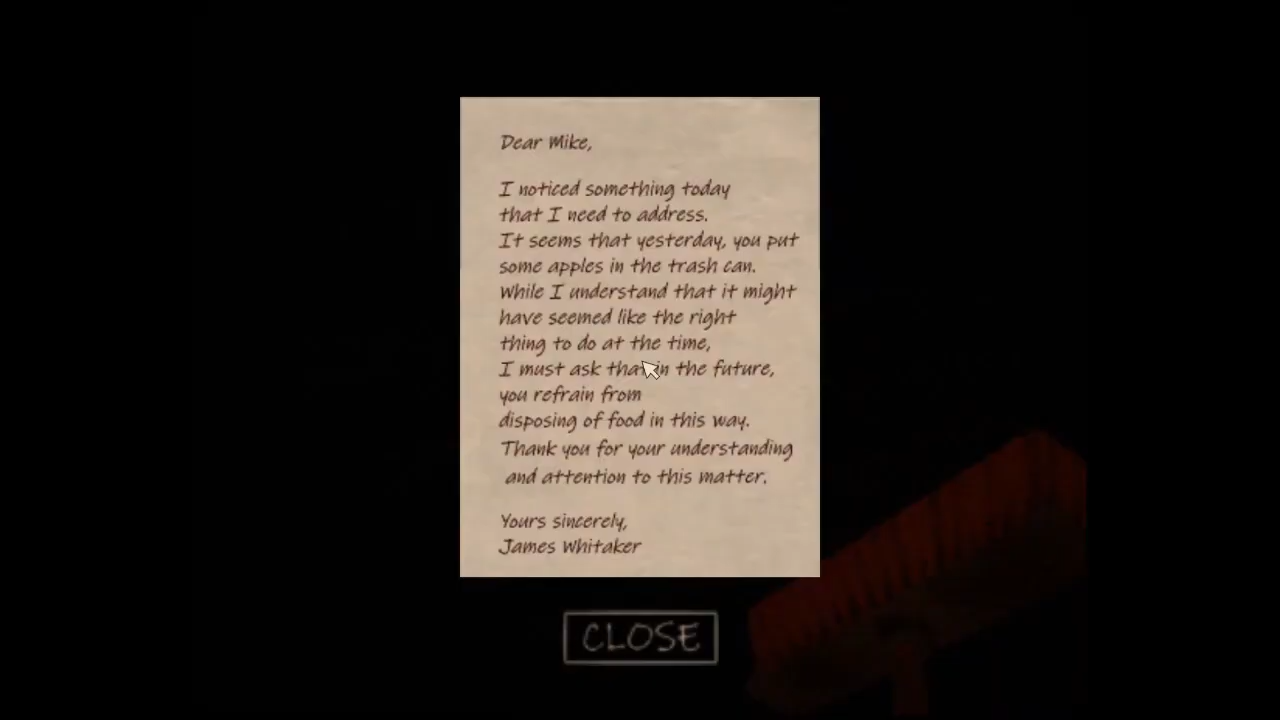 Dear Mike,
I noticed something today
that I need to address.
It seems that yesterday, you put
some apples in the trash can.
While I understand that it might
have seemed like the right
thing to do at the time,
I must ask that in the future,
you refrain from
disposing of food in this way.
Thank you for your understanding
and attention to this matter.
Yours sincerely,
James Whitaker
CLOSE